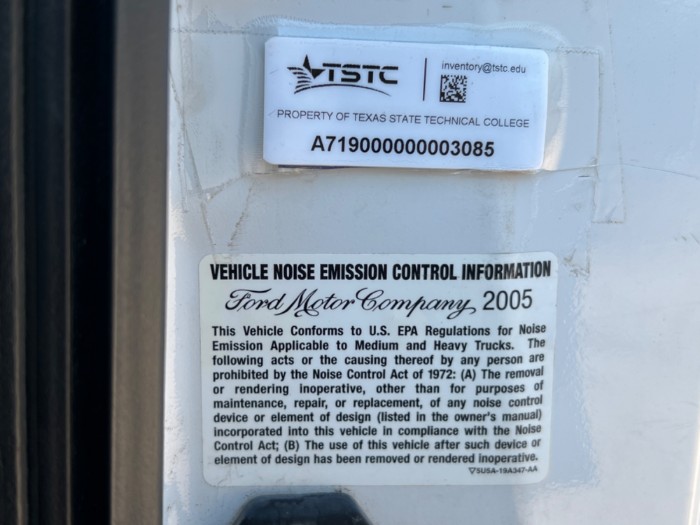 TSTC
inventory@tstc.edu
PROPERTY OF TEXAS STATE TECHNICAL COLLEGE
A719000000003085
VEHICLE NOISE EMISSION CONTROL INFORMATION
Ford Motor Company 2005
This Vehicle Conforms to U.S. EPA Regulations for Noise
Emission Applicable to Medium and Heavy Trucks. The
following acts or the causing thereof by any person are
prohibited by the Noise Control Act of 1972: (A) The removal
or rendering inoperative, other than for purposes of
maintenance, repair, or replacement, of any noise control
device or element of design (listed in the owner's manual)
incorporated into this vehicle in compliance with the Noise
Control Act; (B) The use of this vehicle after such device or
element of design has been removed or rendered inoperative.
5USA-19A347-AA